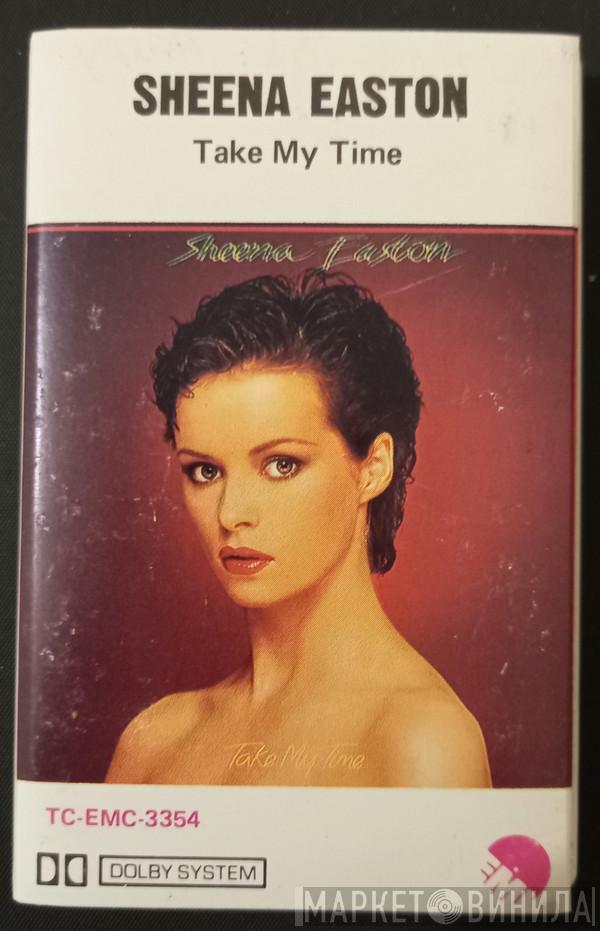 SHEENA EASTON
Take My Time
Sheena Easton
Take My Time
TC-EMC-3354
DOLBY SYSTEM
МАРКЕТ ВИНИЛА